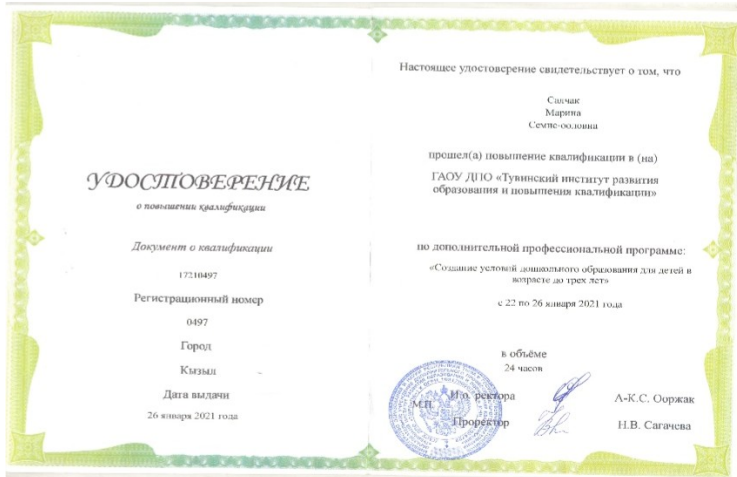 УДОСТОВЕРЕНИЕ
о повышении квалификации
Документ о квалификации
17210497
Регистрационный номер
0497
Город
Кызыл
Дата выдачи
26 января 2021 года
Настоящее удостоверение свидетельствует о том, что
Салчак
Марина
прошел(а) повышение квалификации в (на)
ГАОУ ДПО «Тувинский институт развития
образования и повышения квалификации»
по дополнительной профессиональной программе:
«Создание условий дошкольного образования для детей в
возрасте до трех лет»
с 22 по 26 января 2021 года
в объёме
24 часов
М.П. И.о. ректора А-К.С. Ооржак
Проректор Н.В. Сагачева